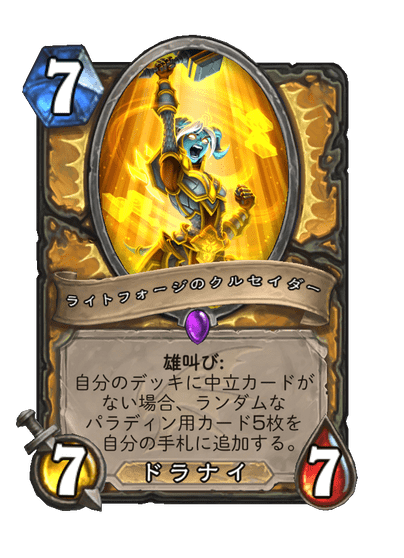 7
ライトフォージのクルセイダー
雄叫び:
自分のデッキに中立カードが
ない場合、ランダムな
パラディン用カード5枚を
自分の手札に追加する。
7
ドラナイ
7